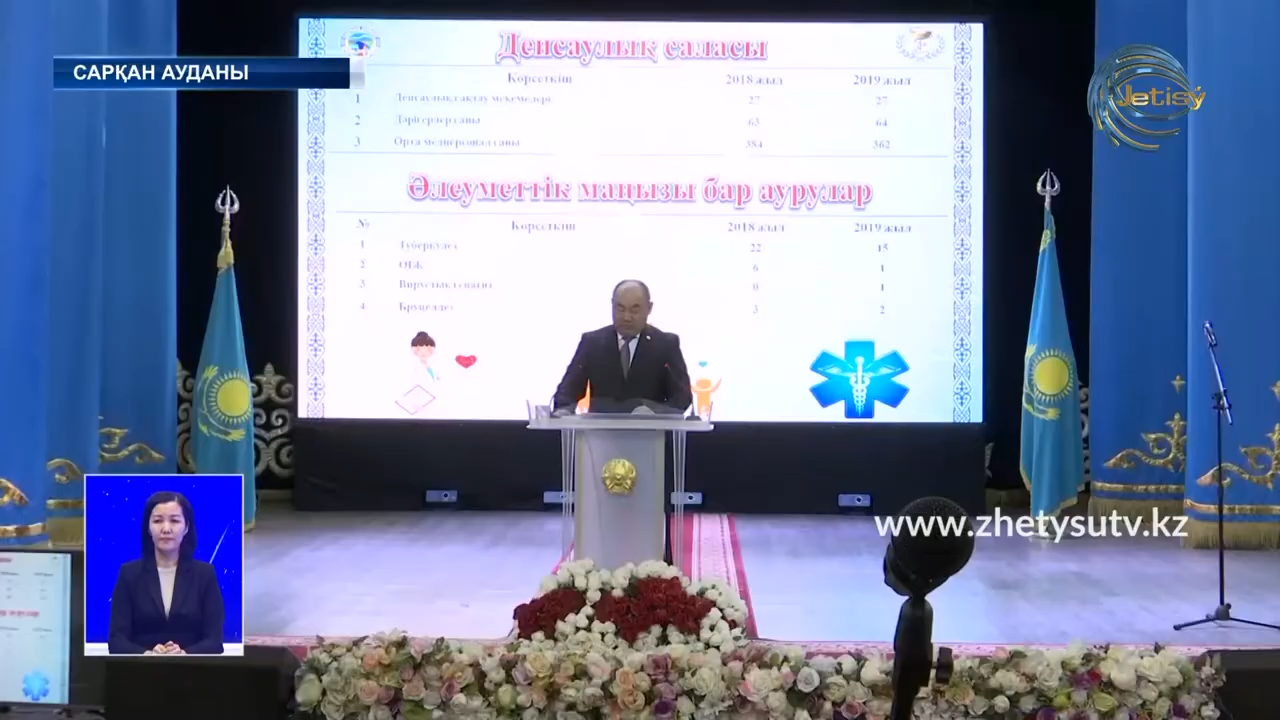 САРҚАН АУДАНЫ
Jetisý
Денсаулық саласы
Көрсеткіш 2018 жыл 2019 жыл
1 Денсаулық сақтау мекемелері 27 27
2 Дәрігерлер саны 63 64
3 Орта медперсонал саны 384 362
Әлеуметтік маңызы бар аурулар
№ Көрсеткіш 2018 жыл 2019 жыл
1 Туберкулез 22 15
2 6 1
3 Вирустық гепатит 0 1
4 Бруцеллез 3 2
www.zhetysutv.kz